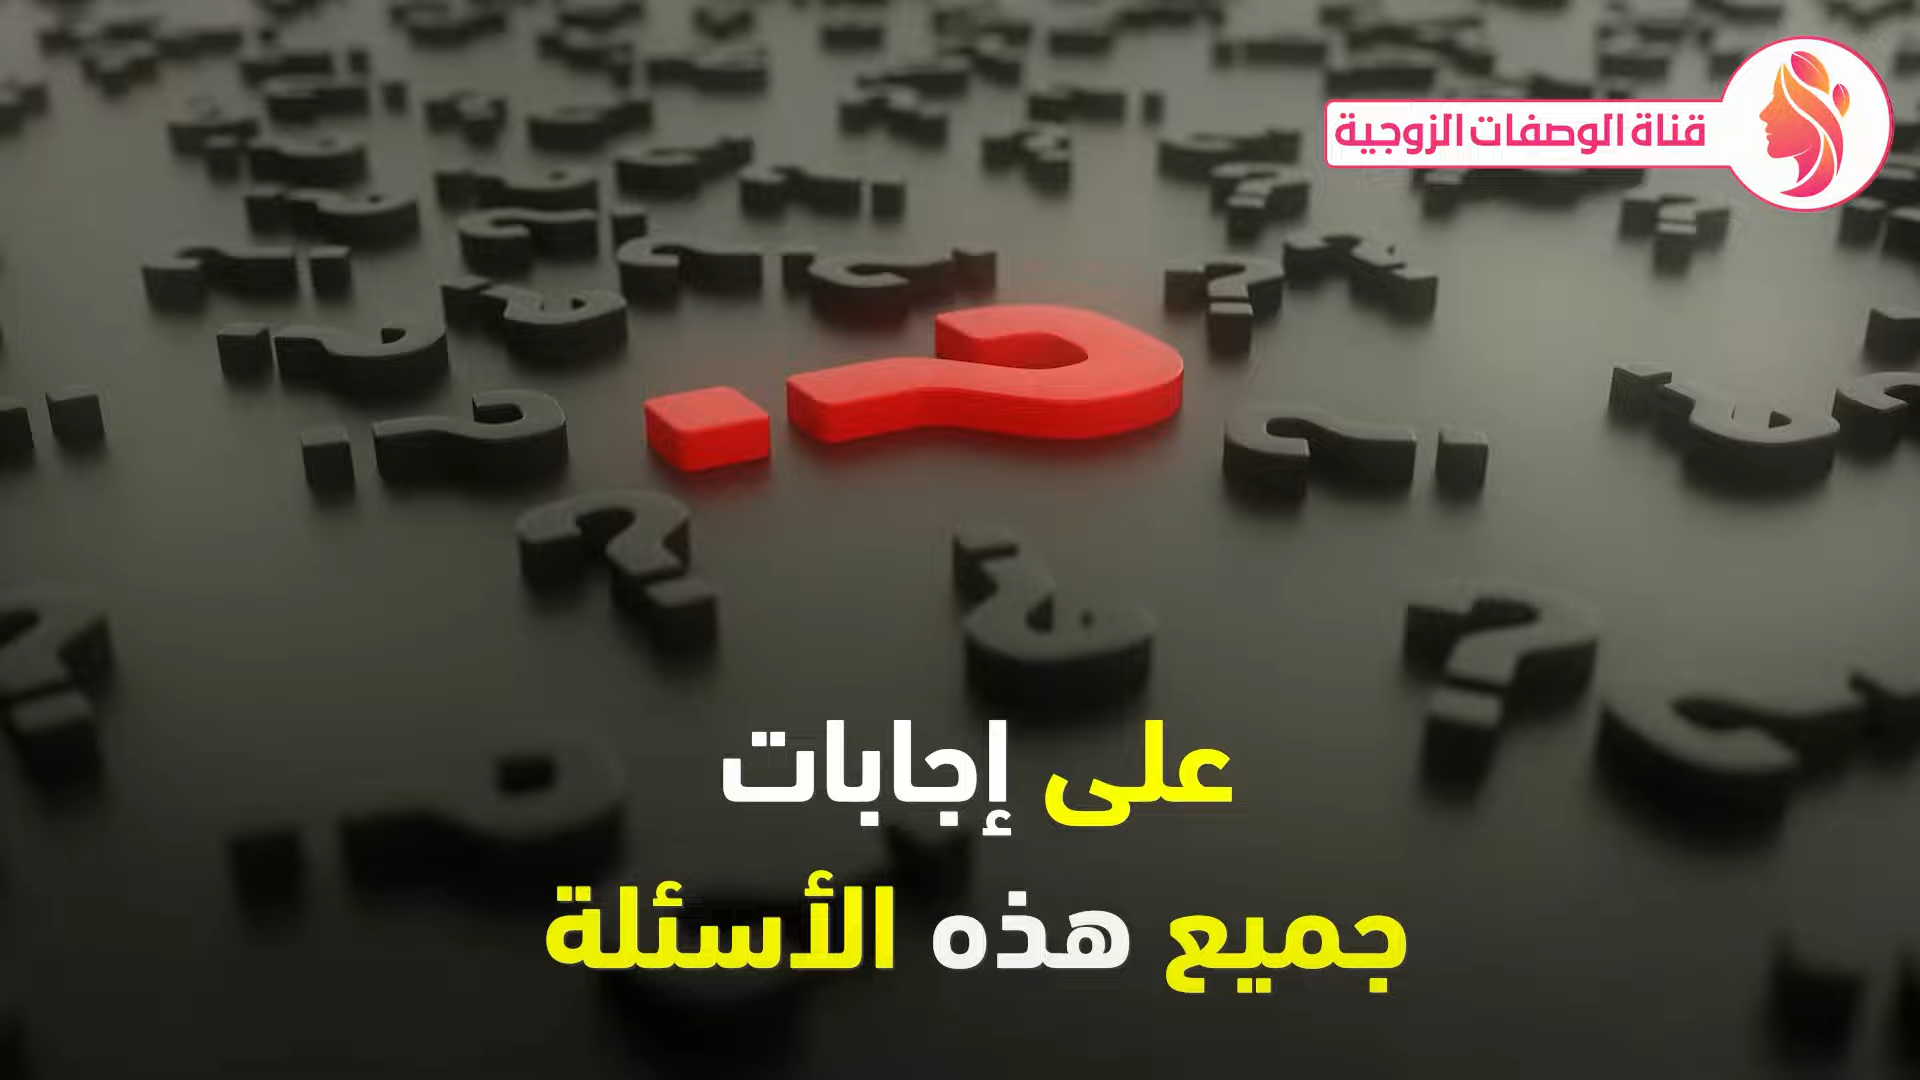 قناة الوصفات الزوجية
على إجابات
جميع هذه الأسئلة